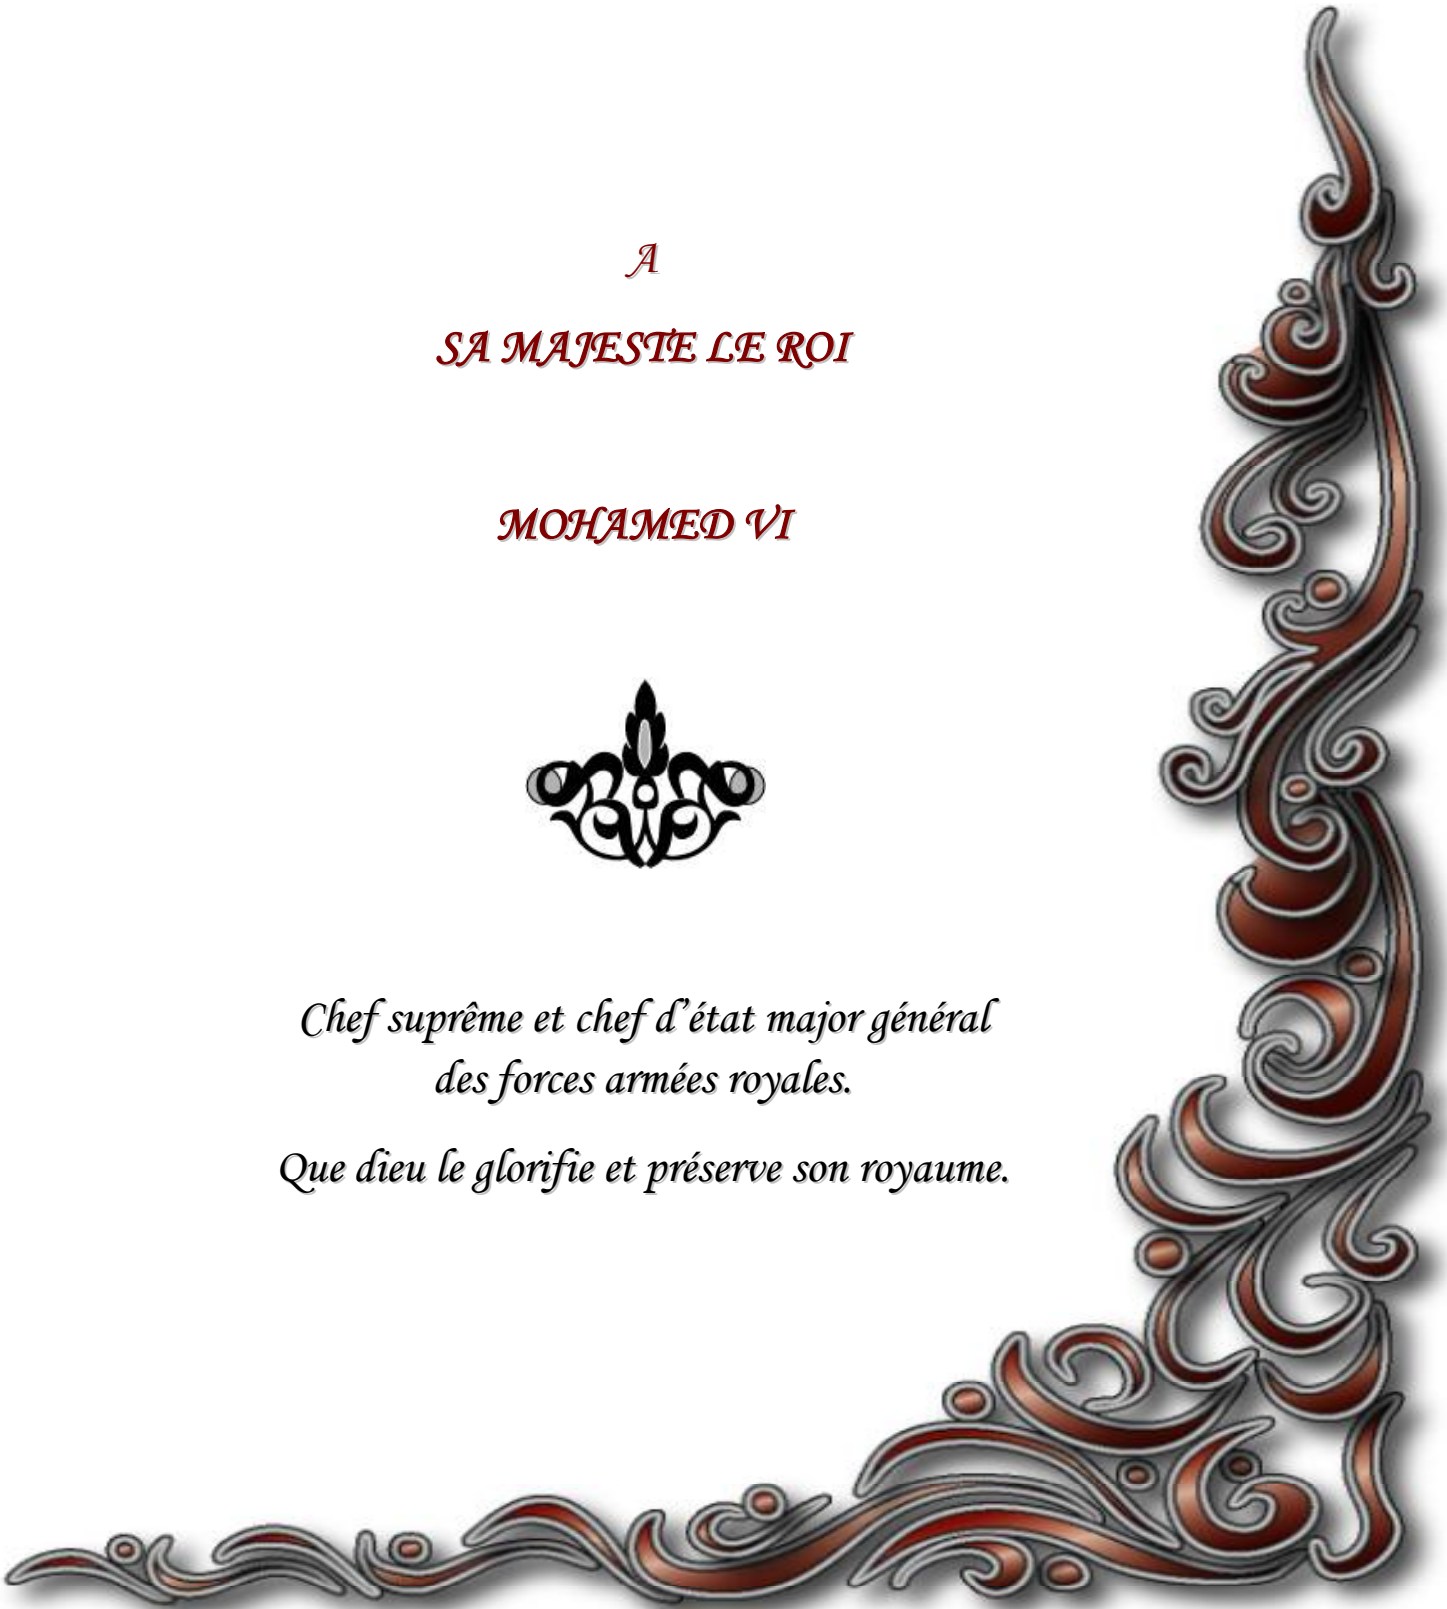 A
SA MAJESTE LE ROI
MOHAMED VI
Chef suprême et chef d’état major général
des forces armées royales.
Que dieu le glorifie et préserve son royaume.